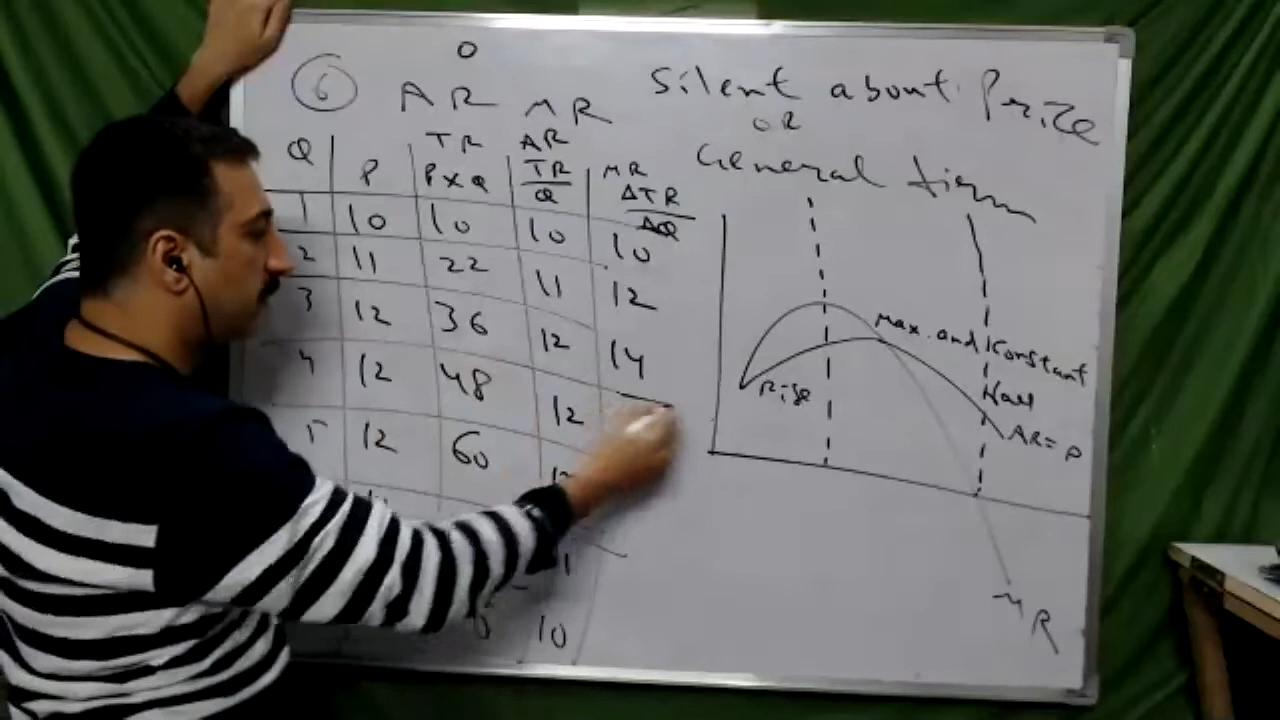 6
O
AR MR
Silent about Price
OR
General firm
Q P TR P X Q AR TR/Q MR ΔTR/ΔQ
1 10 10 10 10
2 11 22 11 12
3 12 36 12 14
4 12 48 12
5 12 60
10
Rise
Max. and Constant
AR = P
MR